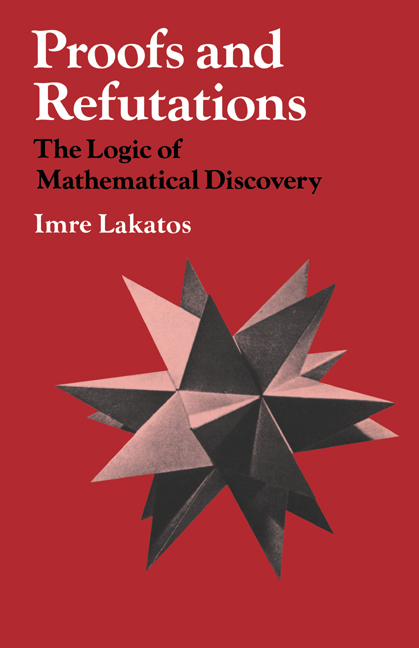 Proofs and
Refutations
The Logic of
Mathematical Discovery
Imre Lakatos